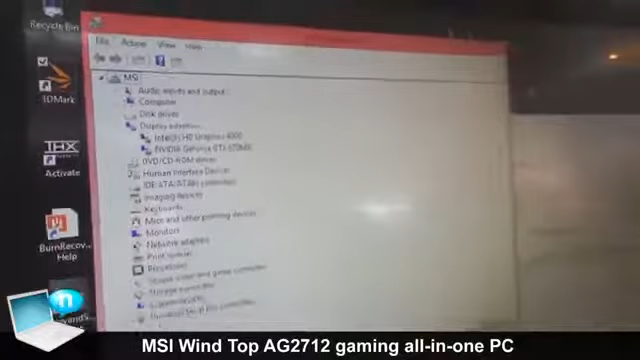 Recycle Bin
File Action View Help
MSI
Audio inputs and outputs
Computer
3DMark
Disk drives
Display adapters
Intel(R) HD Graphics 4000
NVIDIA GeForce GTX 670MX
THX
DVD/CD-ROM drives
Activate
Human Interface Devices
IDE ATA/ATAPI controllers
Imaging devices
Keyboards
Mice and other pointing devices
BurnRecov...
Help
Monitors
Network adapters
Print queues
Processors
Sound, video and game controllers
Storage controllers
System devices
Universal Serial Bus controllers
MSI Wind Top AG2712 gaming all-in-one PC